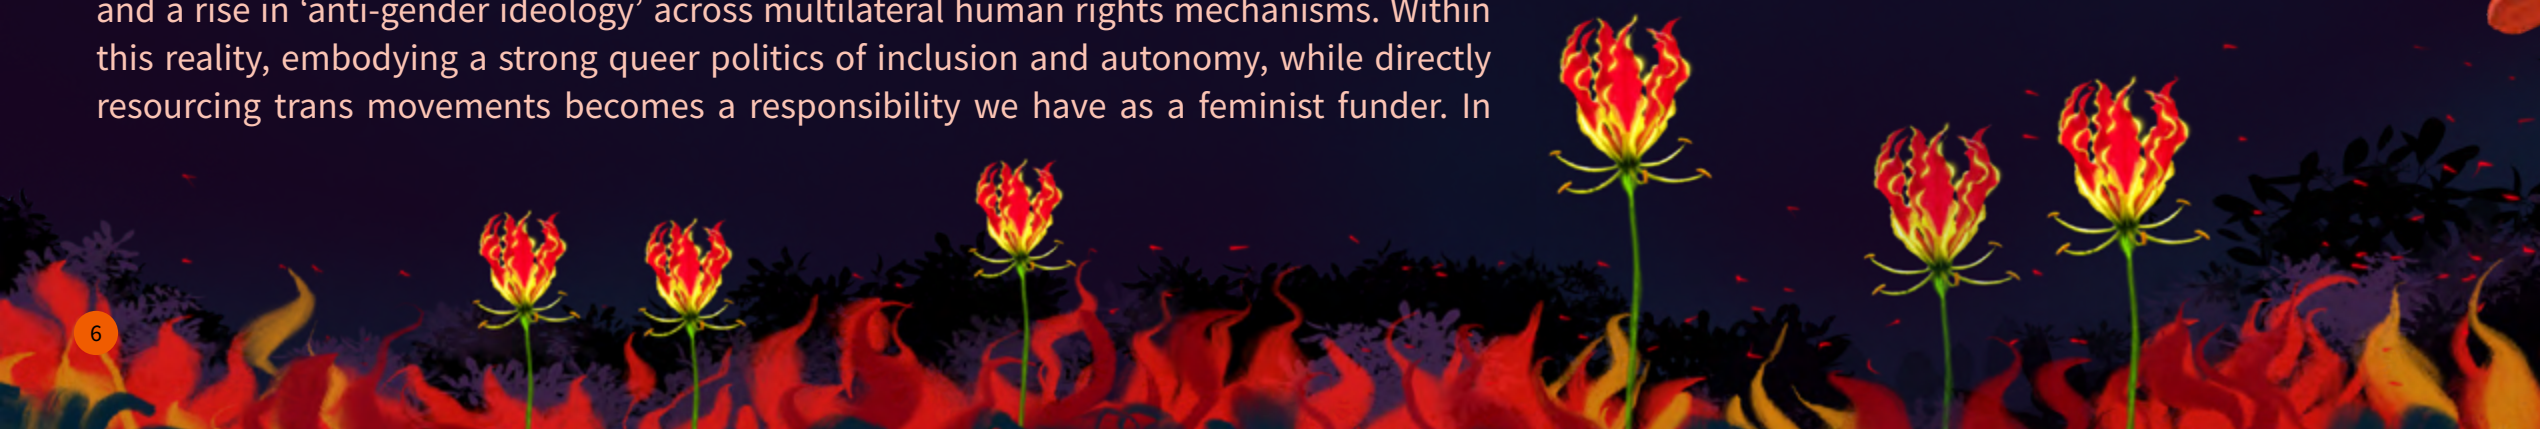 and a rise in ‘anti-gender ideology’ across multilateral human rights mechanisms. Within
this reality, embodying a strong queer politics of inclusion and autonomy, while directly
resourcing trans movements becomes a responsibility we have as a feminist funder. In
6